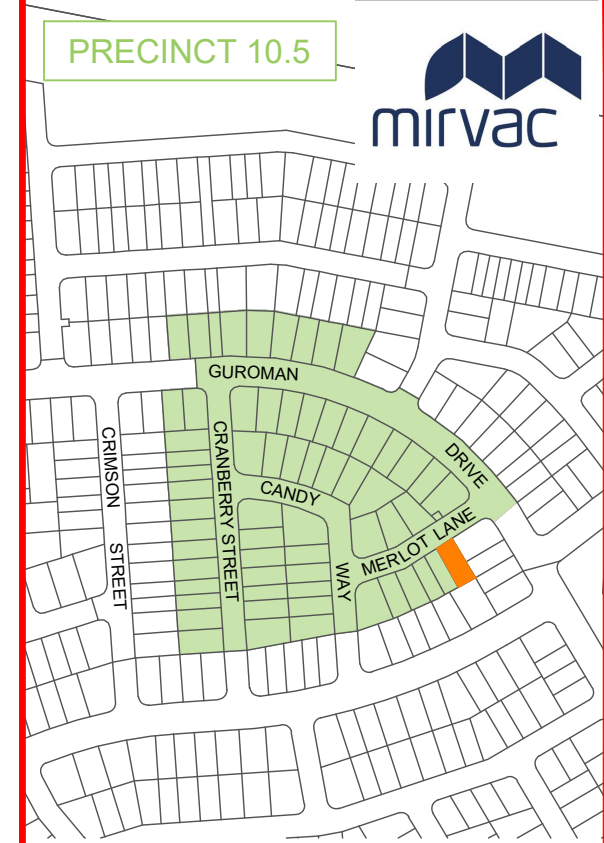 PRECINCT 10.5
mirvac
GUROMAN
DRIVE
CRIMSON
STREET
CRANBERRY STREET
CANDY
WAY
MERLOT LANE